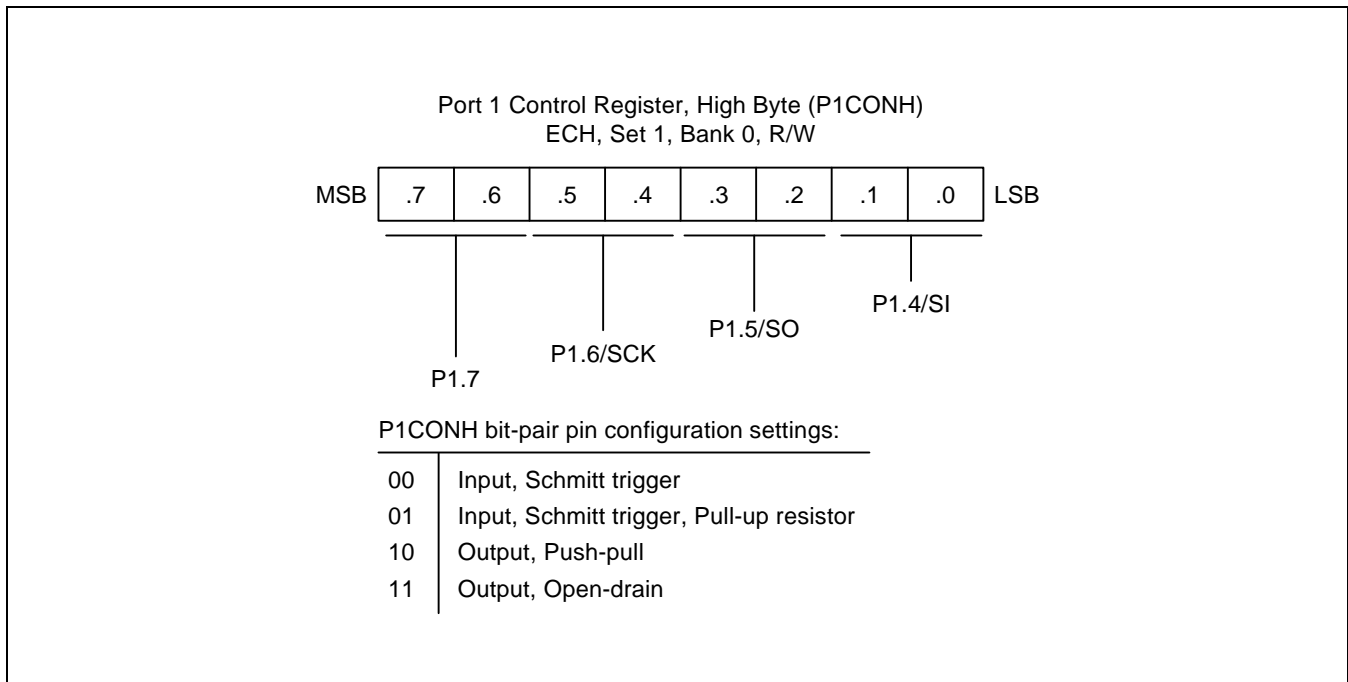 Port 1 Control Register, High Byte (P1CONH)
ECH, Set 1, Bank 0, R/W
MSB .7 .6 .5 .4 .3 .2 .1 .0 LSB
P1.4/SI
P1.5/SO
P1.6/SCK
P1.7
P1CONH bit-pair pin configuration settings:
00 Input, Schmitt trigger
01 Input, Schmitt trigger, Pull-up resistor
10 Output, Push-pull
11 Output, Open-drain